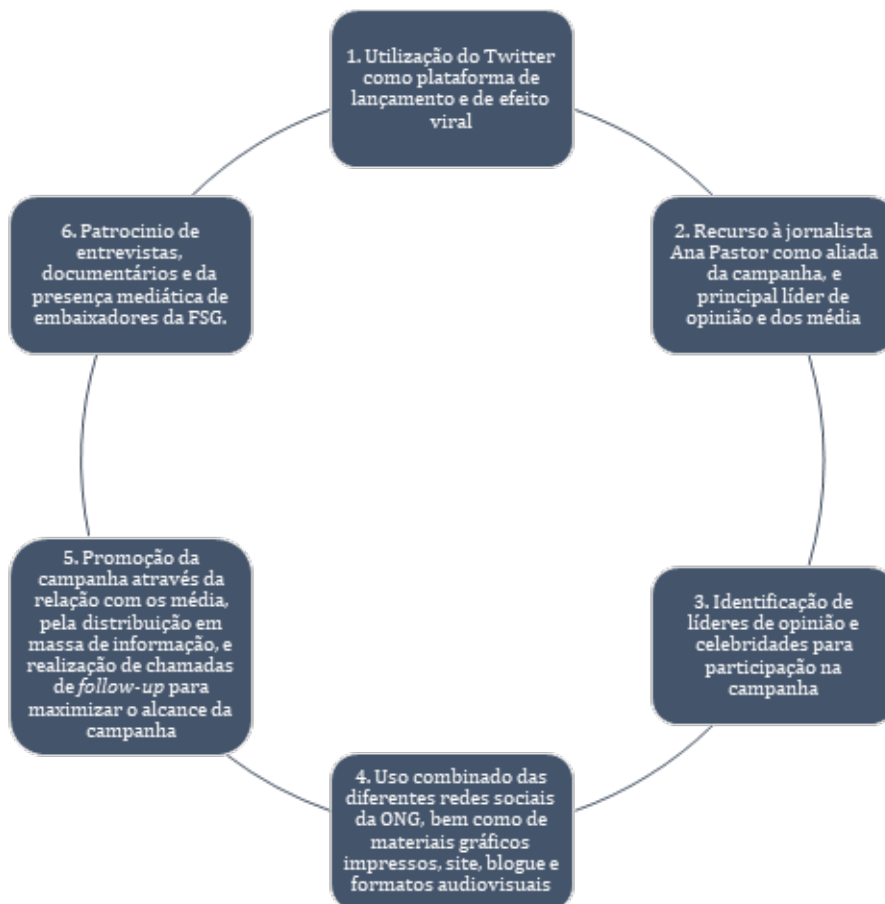 1. Utilização do Twitter
como plataforma de
lançamento e de efeito
viral
2. Recurso à jornalista
Ana Pastor como aliada
da campanha, e
principal líder de
opinião e dos média
3. Identificação de
líderes de opinião e
celebridades para
participação na
campanha
4. Uso combinado das
diferentes redes sociais
da ONG, bem como de
materiais gráficos
impressos, site, blogue e
formatos audiovisuais
5. Promoção da
campanha através da
relação com os média,
pela distribuição em
massa de informação, e
realização de chamadas
de follow-up para
maximizar o alcance da
campanha
6. Patrocinio de
entrevistas,
documentários e da
presença mediática de
embaixadores da FSG.